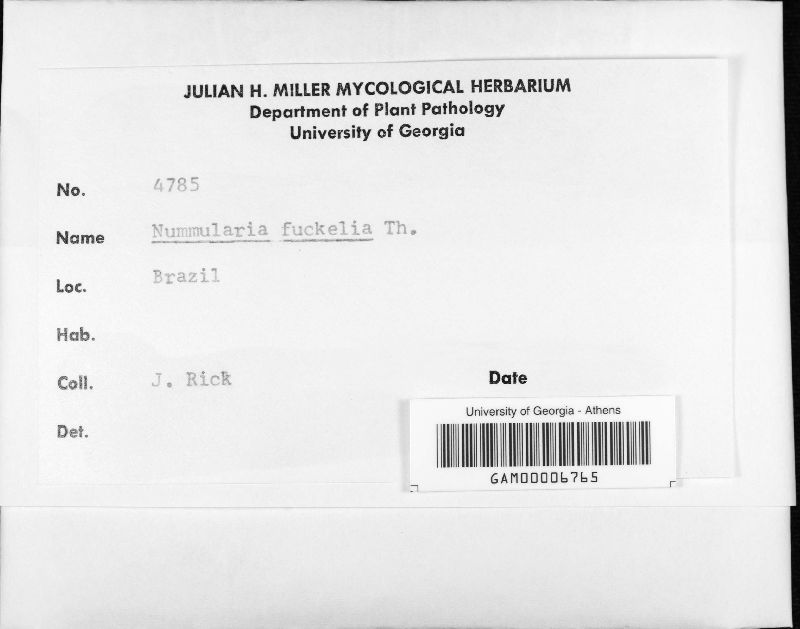 JULIAN H. MILLER MYCOLOGICAL HERBARIUM
Department of Plant Pathology
University of Georgia
No. 4785
Name Nummularia fuckelia Th.
Loc. Brazil
Hab.
Coll. J. Rick Date
Det.
University of Georgia - Athens
GAM00006765